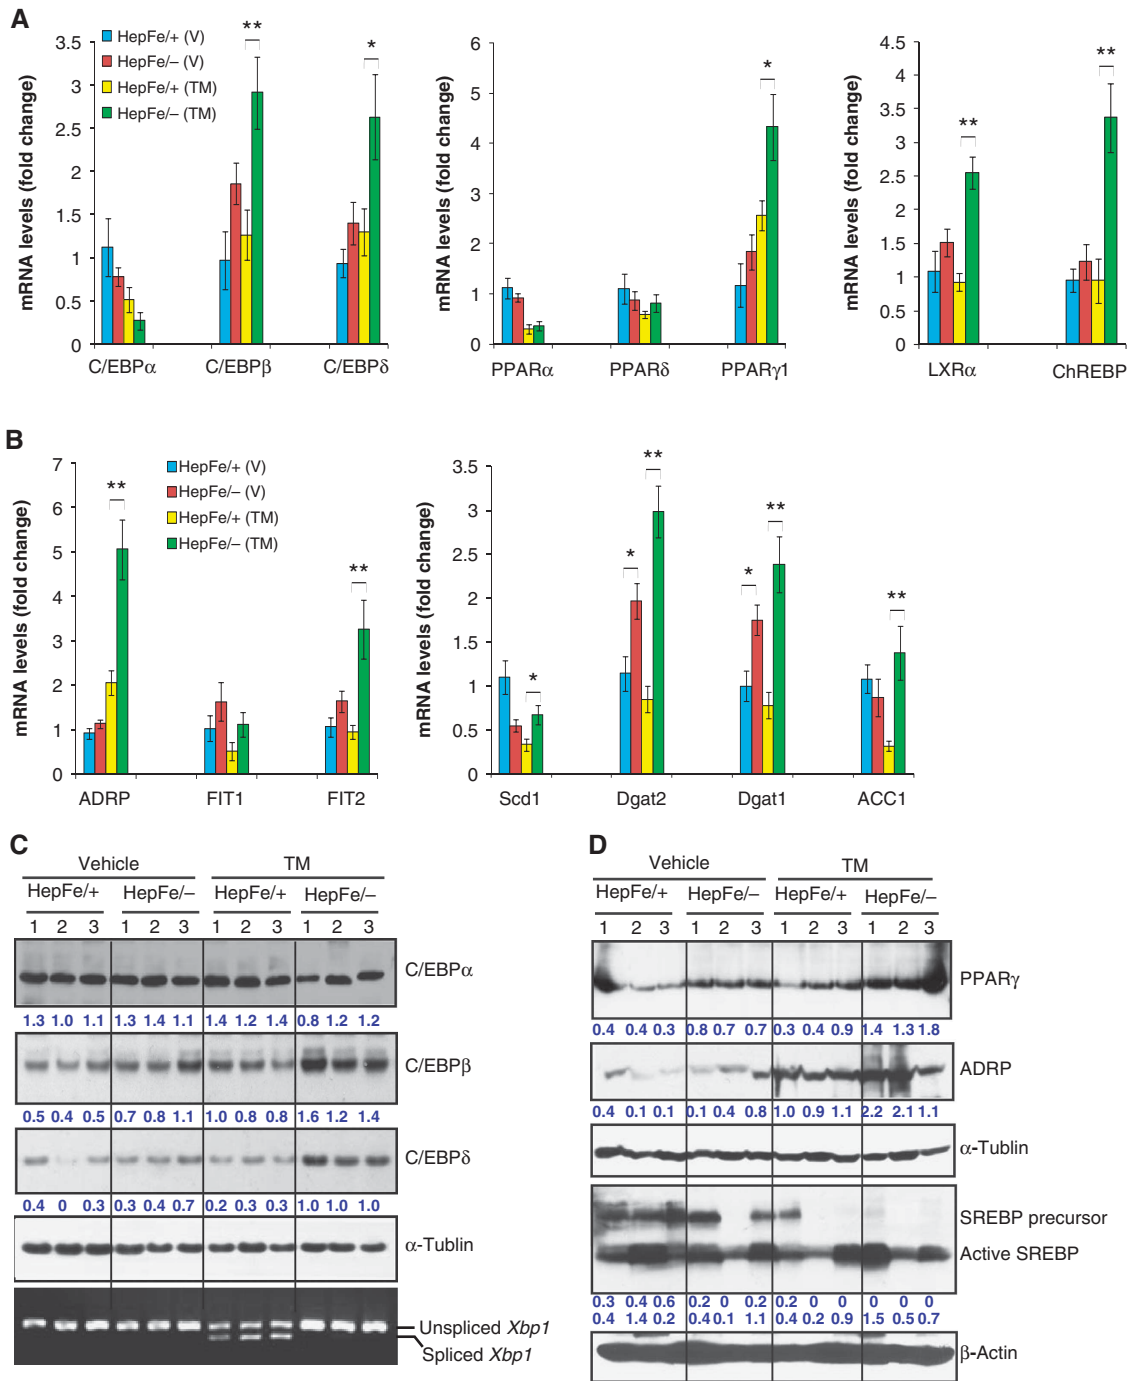 A
HepFe/+ (V)
HepFe/− (V)
HepFe/+ (TM)
HepFe/− (TM)
mRNA levels (fold change)
3.5
3
2.5
2
1.5
1
0.5
0
** *
C/EBPα C/EBPβ C/EBPδ
mRNA levels (fold change)
6
5
4
3
2
1
0
*
PPARα PPARδ PPARγ1
mRNA levels (fold change)
4.5
4
3.5
3
2.5
2
1.5
1
0.5
0
** **
LXRα ChREBP
B
HepFe/+ (V)
HepFe/− (V)
HepFe/+ (TM)
HepFe/− (TM)
mRNA levels (fold change)
7
6
5
4
3
2
1
0
** **
ADRP FIT1 FIT2
mRNA levels (fold change)
3.5
3
2.5
2
1.5
1
0.5
0
* * ** * ** **
Scd1 Dgat2 Dgat1 ACC1
C
Vehicle TM
HepFe/+ HepFe/− HepFe/+ HepFe/−
1 2 3 1 2 3 1 2 3 1 2 3
C/EBPα
1.3 1.0 1.1 1.3 1.4 1.1 1.4 1.2 1.4 0.8 1.2 1.2
C/EBPβ
0.5 0.4 0.5 0.7 0.8 1.1 1.0 0.8 0.8 1.6 1.2 1.4
C/EBPδ
0.4 0 0.3 0.3 0.4 0.7 0.2 0.3 0.3 1.0 1.0 1.0
α-Tublin
Unspliced Xbp1
Spliced Xbp1
D
Vehicle TM
HepFe/+ HepFe/− HepFe/+ HepFe/−
1 2 3 1 2 3 1 2 3 1 2 3
PPARγ
0.4 0.4 0.3 0.8 0.7 0.7 0.3 0.4 0.9 1.4 1.3 1.8
ADRP
0.4 0.1 0.1 0.1 0.4 0.8 1.0 0.9 1.1 2.2 2.1 1.1
α-Tublin
SREBP precursor
Active SREBP
0.3 0.4 0.6 0.2 0 0.2 0.2 0 0 0 0 0
0.4 1.4 0.2 0.4 0.1 1.1 0.4 0.2 0.9 1.5 0.5 0.7
β-Actin